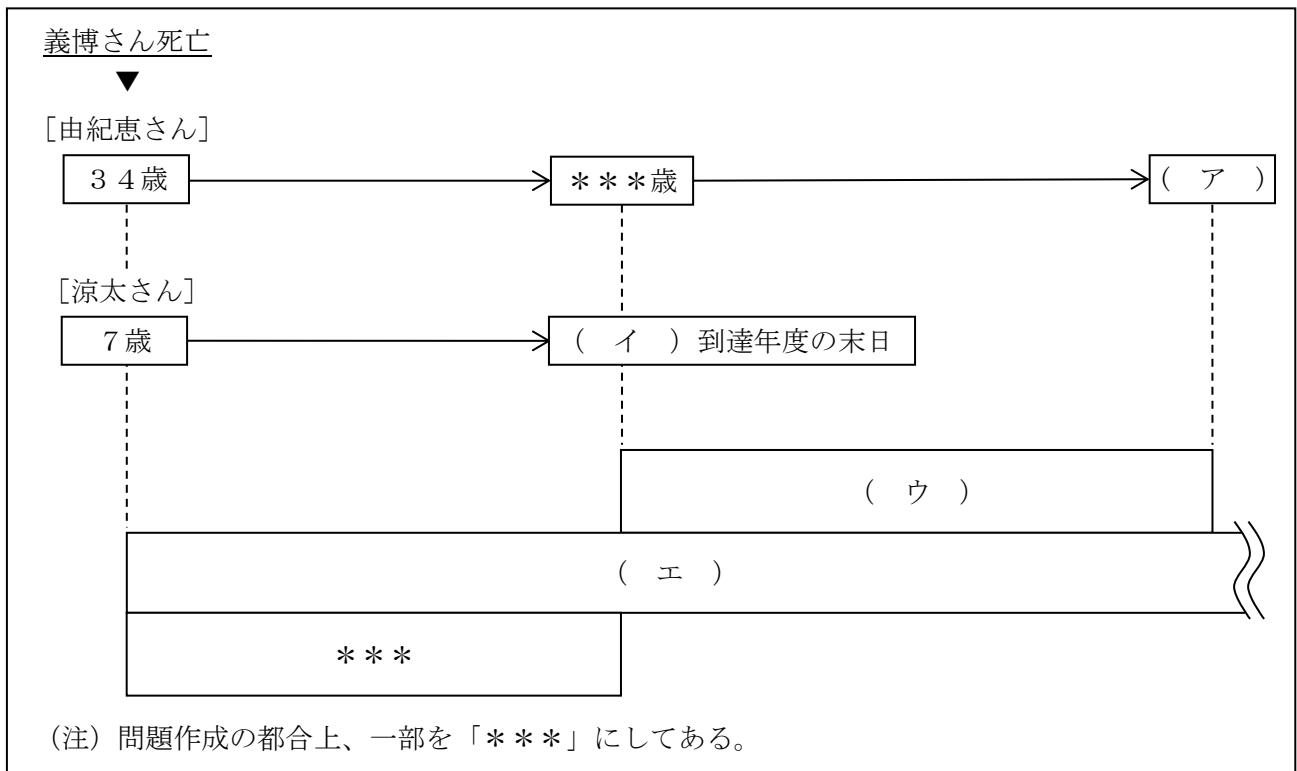 義博さん死亡
▼
[由紀恵さん]
３４歳
＊＊＊歳
( ア )
[涼太さん]
７歳
( イ )到達年度の末日
( ウ )
( エ )
＊＊＊
(注)問題作成の都合上、一部を「＊＊＊」にしてある。